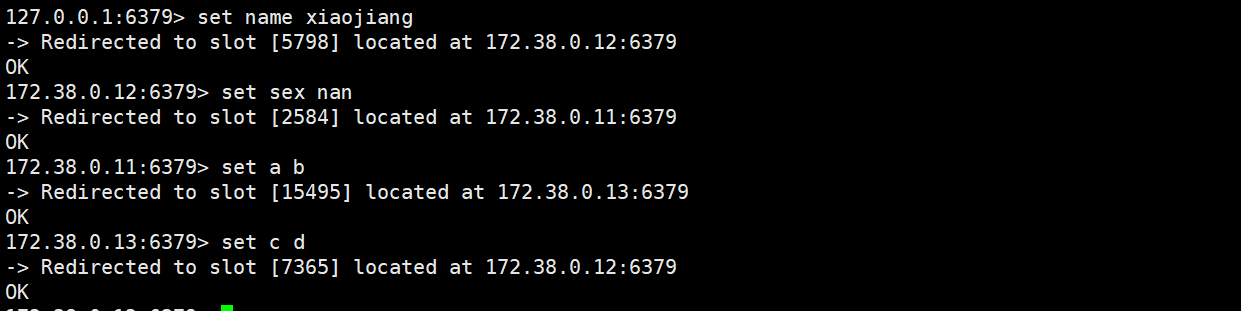 127.0.0.1:6379> set name xiaojiang
-> Redirected to slot [5798] located at 172.38.0.12:6379
OK
172.38.0.12:6379> set sex nan
-> Redirected to slot [2584] located at 172.38.0.11:6379
OK
172.38.0.11:6379> set a b
-> Redirected to slot [15495] located at 172.38.0.13:6379
OK
172.38.0.13:6379> set c d
-> Redirected to slot [7365] located at 172.38.0.12:6379
OK